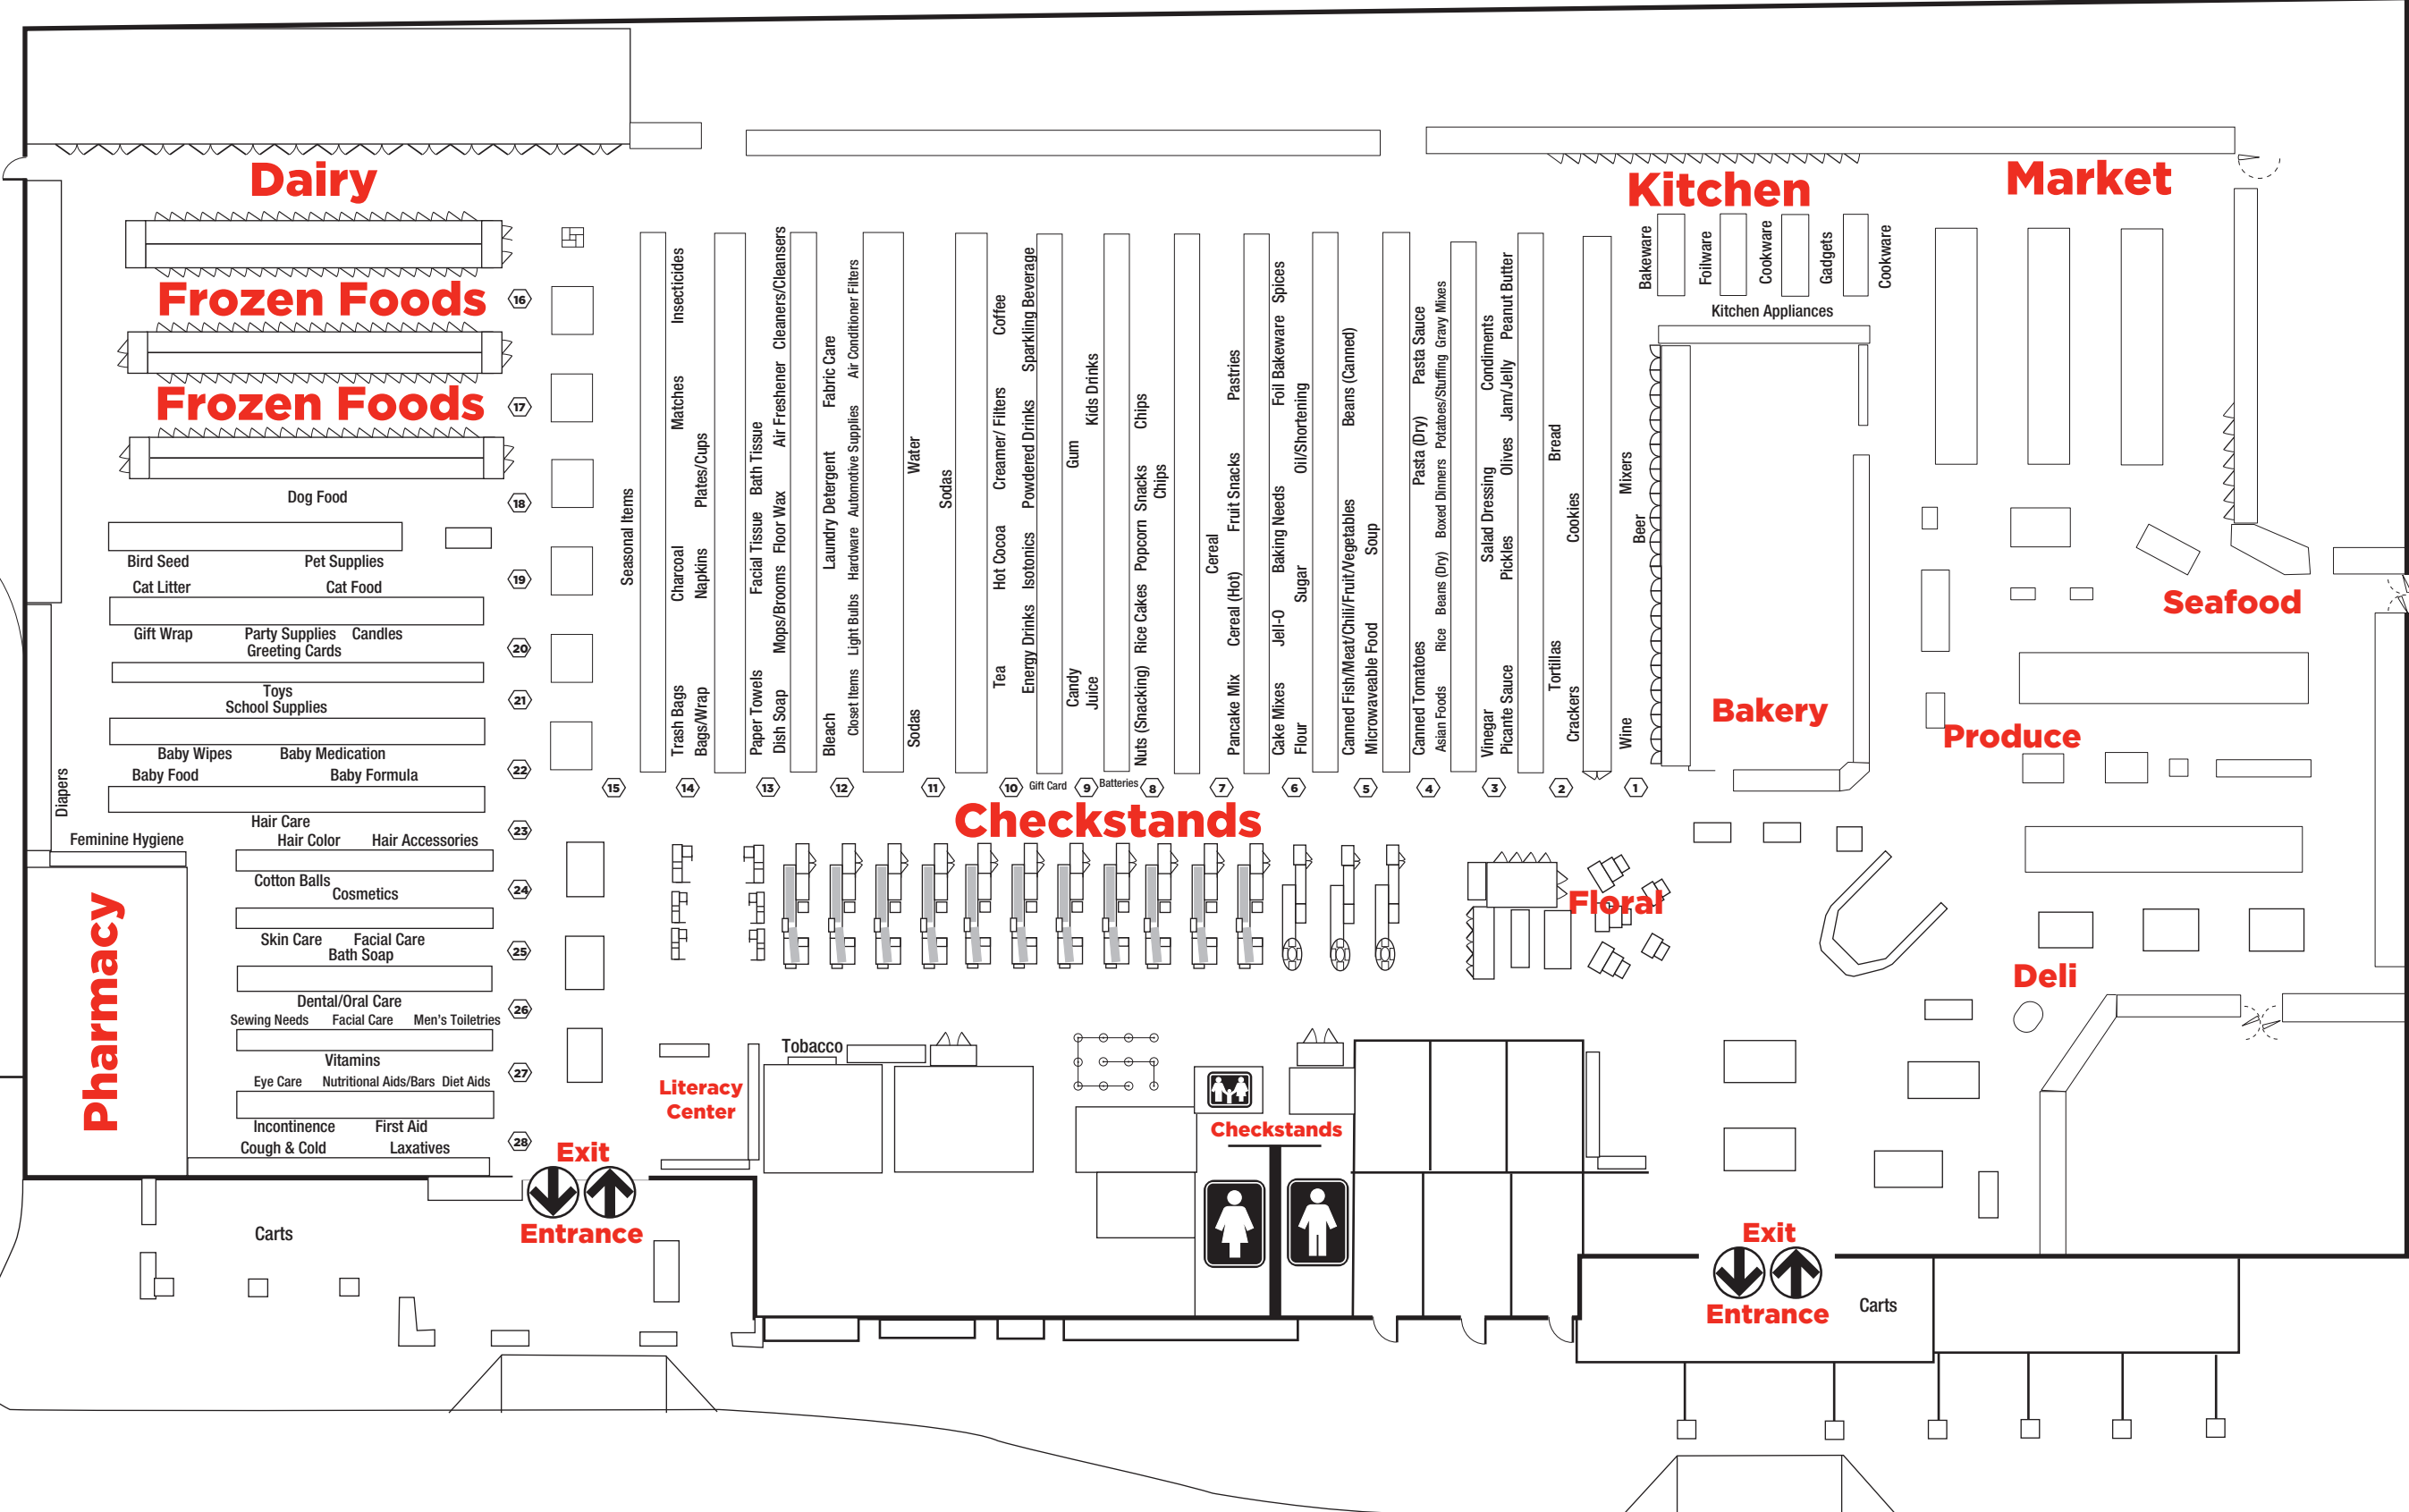 Dairy
Kitchen
Market
Frozen Foods
16
Frozen Foods
17
Dog Food
18
Bird Seed
Pet Supplies
Cat Litter
Cat Food
19
Gift Wrap
Party Supplies
Candles
Greeting Cards
20
Toys
School Supplies
21
Baby Wipes
Baby Medication
Baby Food
Baby Formula
22
Diapers
Hair Care
Feminine Hygiene
Hair Color
Hair Accessories
23
Cotton Balls
Cosmetics
24
Skin Care
Facial Care
Bath Soap
25
Dental/Oral Care
Sewing Needs
Facial Care
Men's Toiletries
26
Vitamins
Eye Care
Nutritional Aids/Bars
Diet Aids
27
Incontinence
First Aid
Cough & Cold
Laxatives
28
Pharmacy
Seasonal Items
15
Insecticides
Matches
Charcoal
Trash Bags
Plates/Cups
Napkins
Bags/Wrap
14
Bath Tissue
Facial Tissue
Paper Towels
Cleaners/Cleansers
Air Freshener
Floor Wax
Mops/Brooms
Dish Soap
13
Fabric Care
Laundry Detergent
Bleach
Air Conditioner Filters
Automotive Supplies
Hardware
Light Bulbs
Closet Items
12
Water
Sodas
Sodas
11
Coffee
Creamer/ Filters
Hot Cocoa
Tea
Sparkling Beverage
Powdered Drinks
Isotonics
Energy Drinks
10
Gift Card
Gum
Candy
Kids Drinks
Juice
9
Batteries
Chips
Popcorn Snacks
Rice Cakes
Nuts (Snacking)
Chips
8
Cereal
Pastries
Fruit Snacks
Cereal (Hot)
Pancake Mix
7
Spices
Foil Bakeware
Baking Needs
Jell-O
Cake Mixes
Oil/Shortening
Sugar
Flour
6
Beans (Canned)
Canned Fish/Meat/Chili/Fruit/Vegetables
Soup
Microwaveable Food
5
Pasta Sauce
Pasta (Dry)
Canned Tomatoes
Gravy Mixes
Potatoes/Stuffing
Boxed Dinners
Beans (Dry)
Rice
Asian Foods
4
Condiments
Salad Dressing
Vinegar
Peanut Butter
Jam/Jelly
Olives
Pickles
Picante Sauce
3
Bread
Tortillas
Cookies
Crackers
2
Mixers
Wine
Beer
1
Bakeware
Foilware
Cookware
Gadgets
Cookware
Kitchen Appliances
Bakery
Seafood
Produce
Checkstands
Floral
Deli
Tobacco
Literacy
Center
Checkstands
Exit
Entrance
Carts
Exit
Entrance
Carts